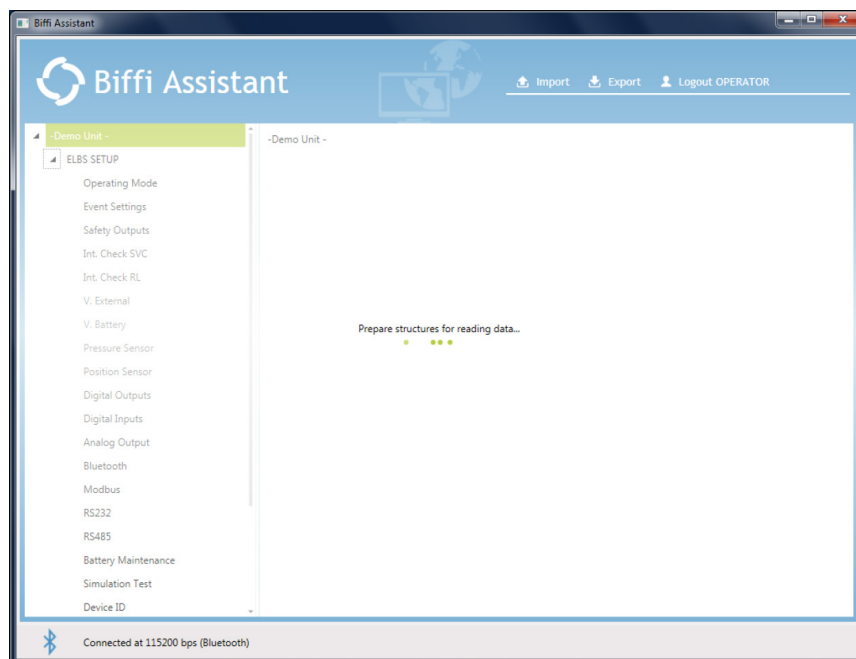 Biffi Assistant
Biffi Assistant
Import Export Logout OPERATOR
-Demo Unit -
-Demo Unit -
ELBS SETUP
Operating Mode
Event Settings
Safety Outputs
Int. Check SVC
Int. Check RL
V. External
V. Battery
Prepare structures for reading data...
Pressure Sensor
Position Sensor
Digital Outputs
Digital Inputs
Analog Output
Bluetooth
Modbus
RS232
RS485
Battery Maintenance
Simulation Test
Device ID
Connected at 115200 bps (Bluetooth)